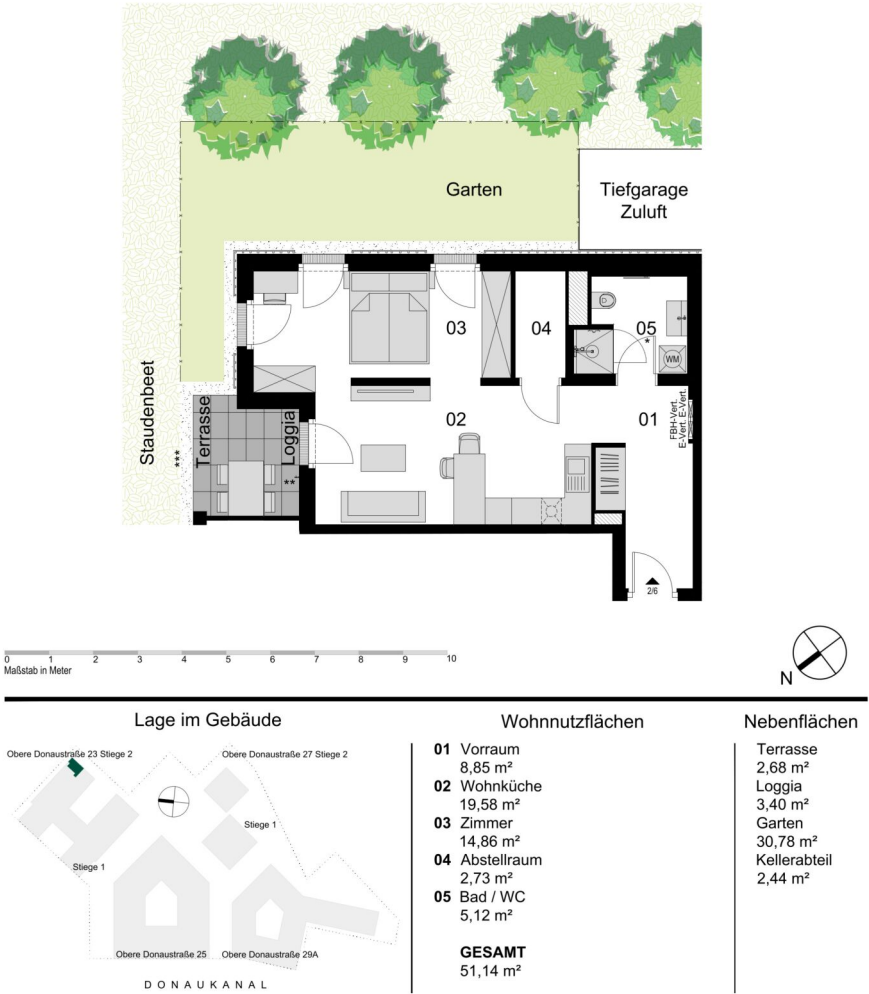 Garten
Tiefgarage
Zuluft
03
04
05
*
WM
Staudenbeet
***
Terrasse
Loggia
**
02
01
FBH-Vert.
E-Vert. E-Vert.
2/6
0 1 2 3 4 5 6 7 8 9 10
Maßstab in Meter
N
Lage im Gebäude
Obere Donaustraße 23 Stiege 2
Obere Donaustraße 27 Stiege 2
Stiege 1
Stiege 1
Obere Donaustraße 25
Obere Donaustraße 29A
DONAUKANAL
Wohnnutzflächen
01 Vorraum
8,85 m²
02 Wohnküche
19,58 m²
03 Zimmer
14,86 m²
04 Abstellraum
2,73 m²
05 Bad / WC
5,12 m²
GESAMT
51,14 m²
Nebenflächen
Terrasse
2,68 m²
Loggia
3,40 m²
Garten
30,78 m²
Kellerabteil
2,44 m²